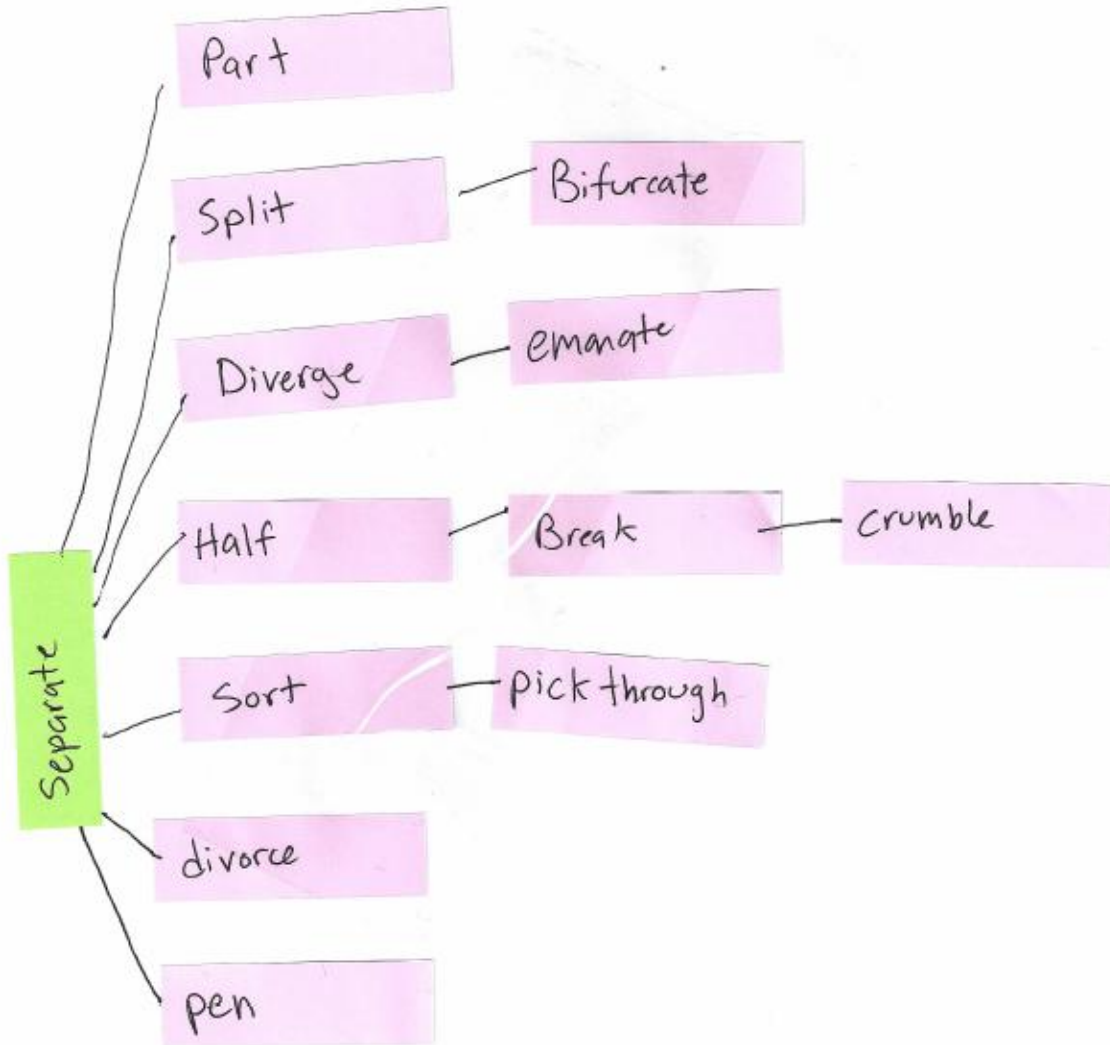 Part
Split
Bifurcate
Diverge
emanate
Half
Break
crumble
Separate
Sort
pick through
divorce
pen